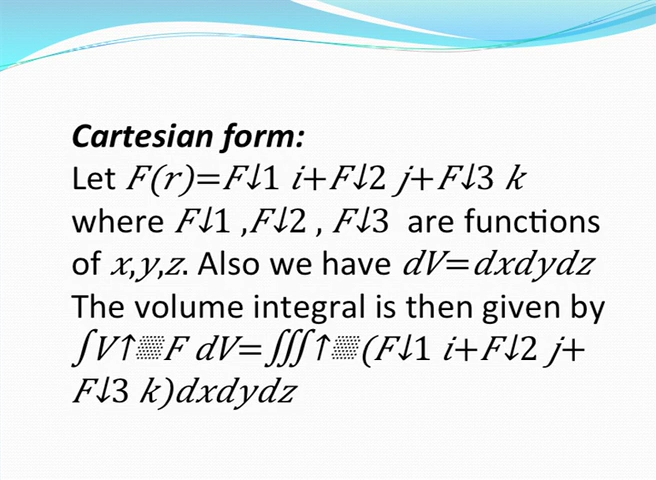 Cartesian form:
Let F(r)=F↓1 i+F↓2 j+F↓3 k
where F↓1 ,F↓2 , F↓3 are functions
of x,y,z. Also we have dV=dxdydz
The volume integral is then given by
∫V↑▒F dV=∭↑▒(F↓1 i+F↓2 j+
F↓3 k)dxdydz